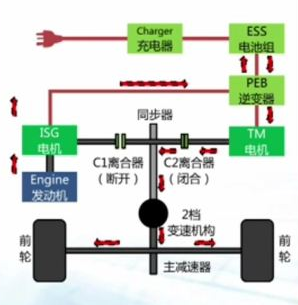 Charger
充电器
ESS
电池组
PEB
逆变器
同步器
ISG
电机
TM
电机
C1离合器
（断开）
C2离合器
（闭合）
Engine
发动机
2档
变速机构
前
轮
前
轮
主减速器